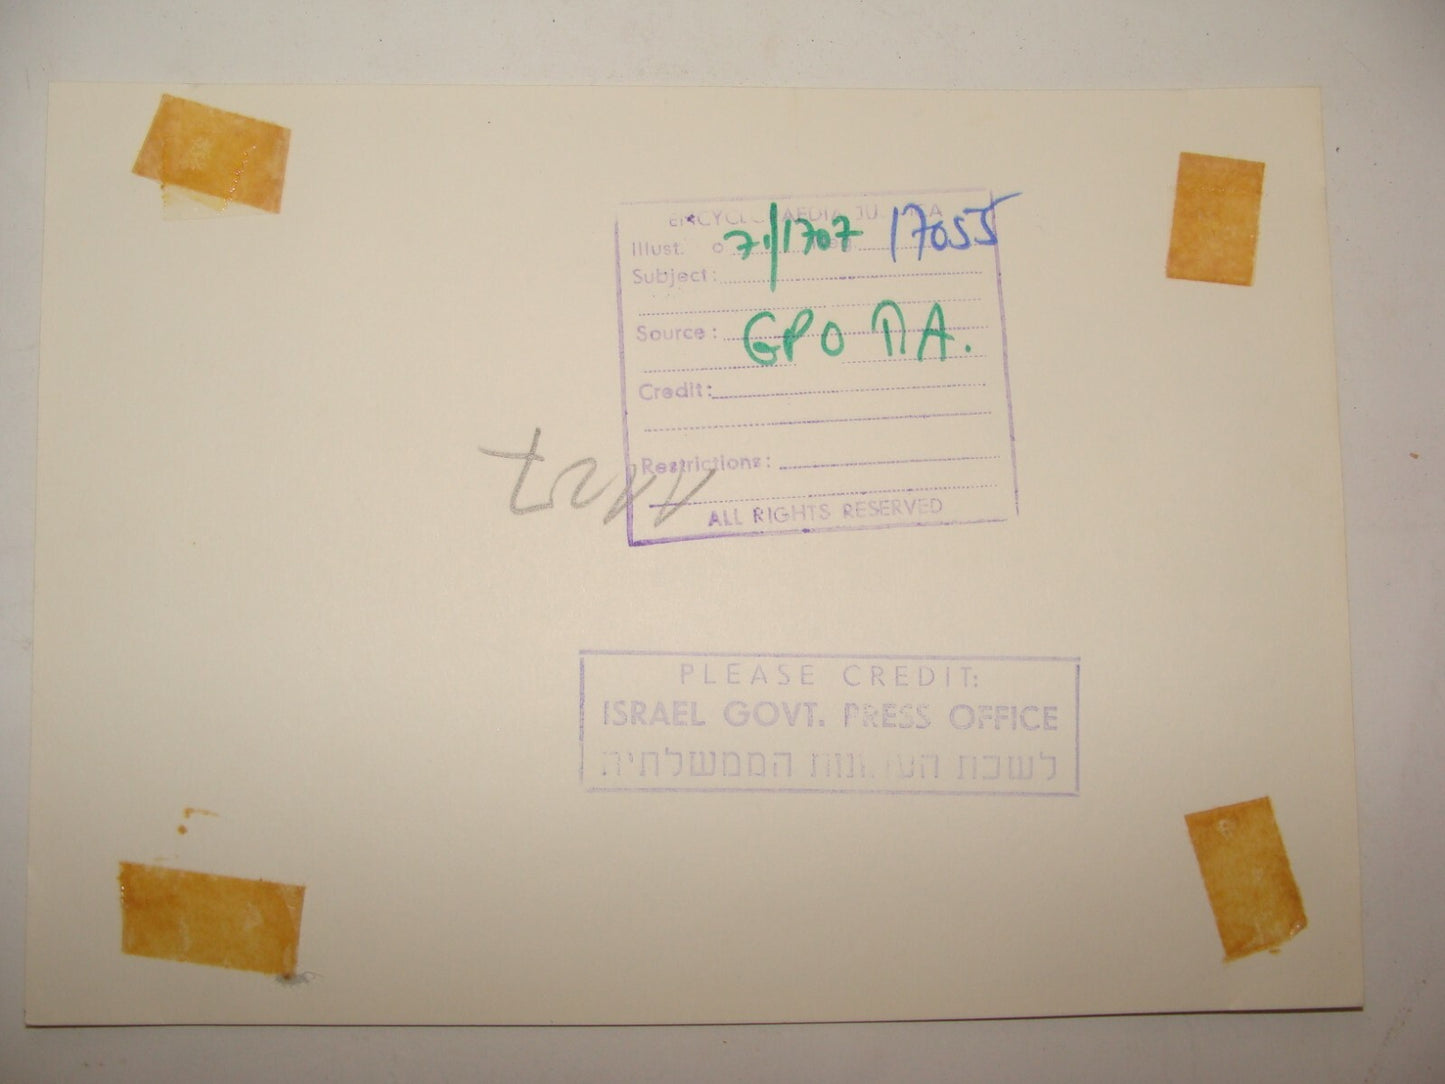 Illust. 71/1707 17055
Subject:
Source: GPO
Credit:
Restrictions:
ALL RIGHTS RESERVED
PLEASE CREDIT:
ISRAEL GOVT. PRESS OFFICE
לשכת העתונות הממשלתית